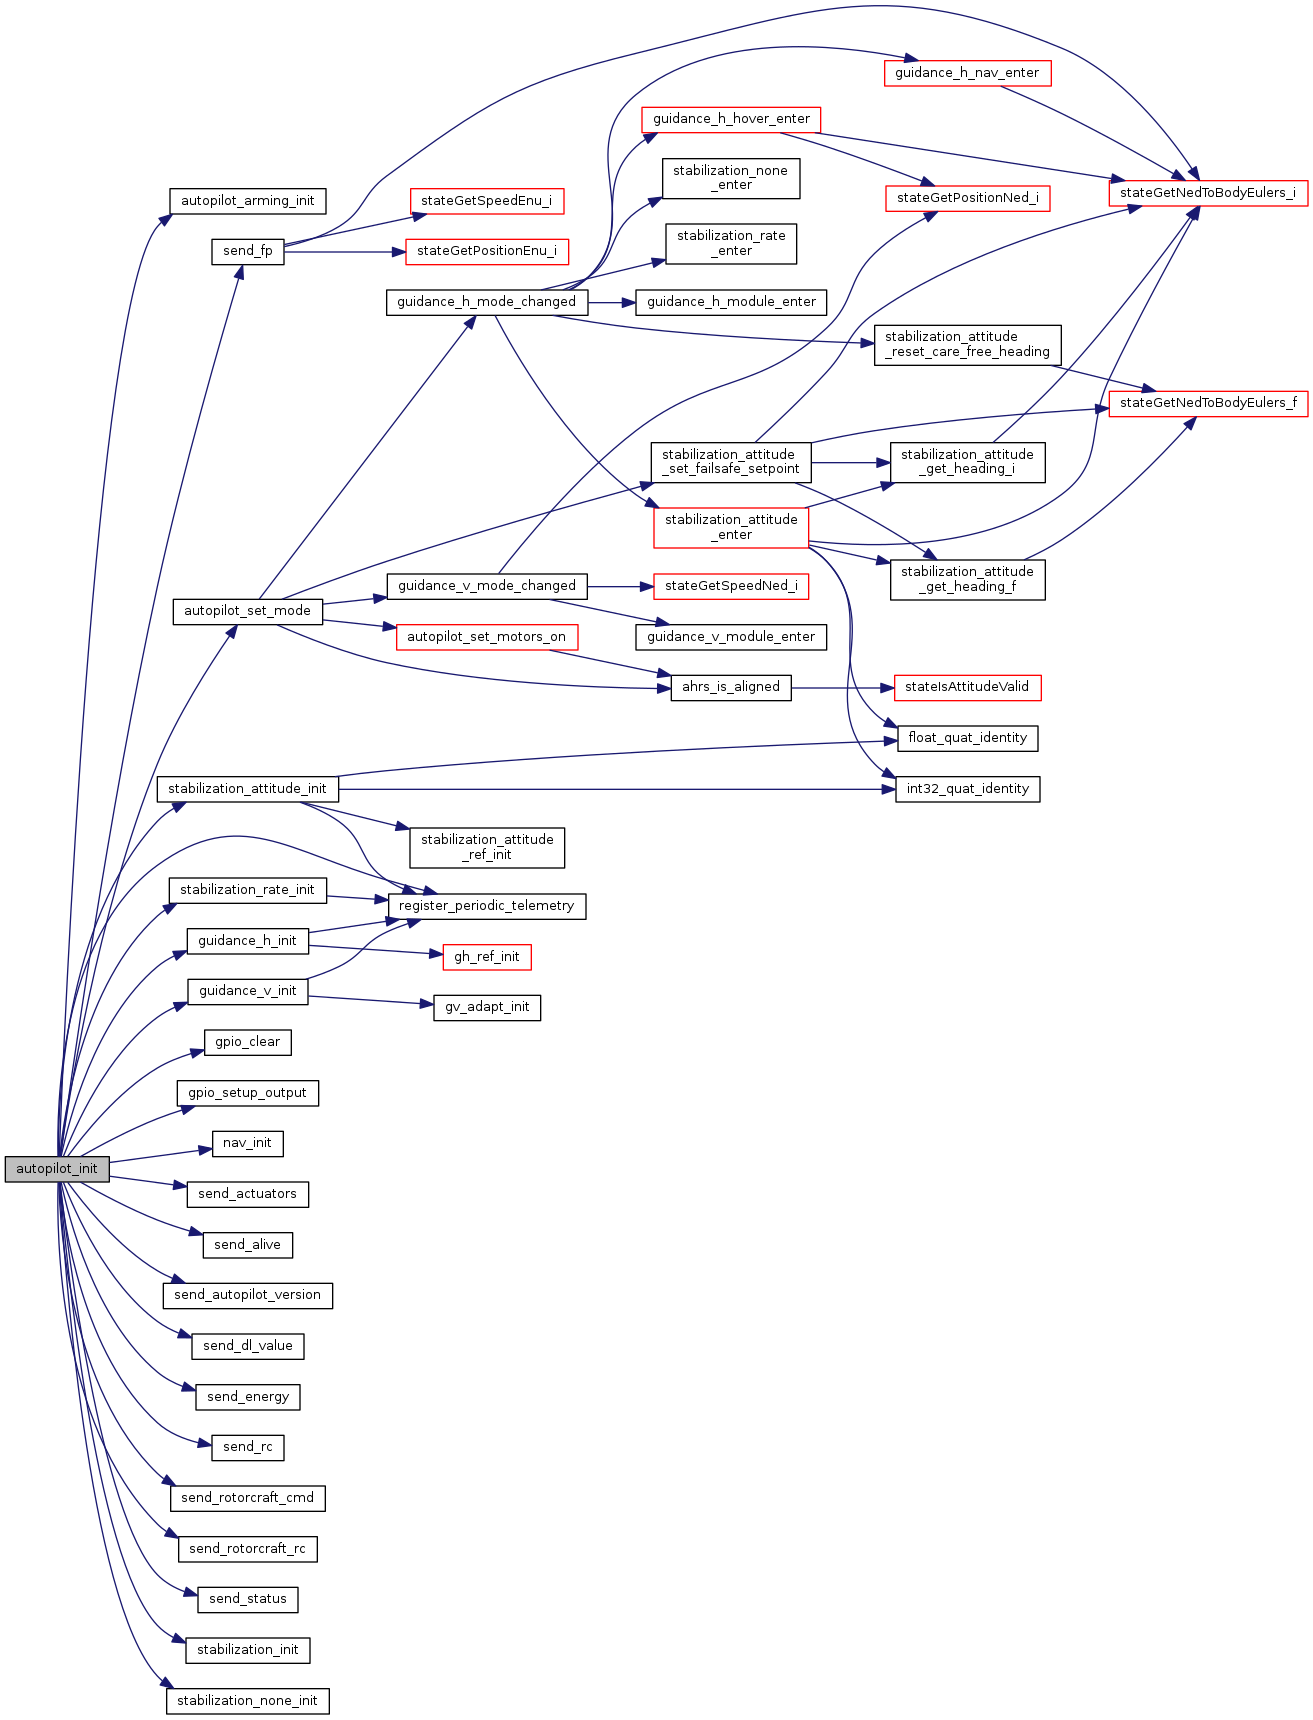 guidance_h_nav_enter
guidance_h_hover_enter
stabilization_none
_enter
stateGetNedToBodyEulers_i
autopilot_arming_init
stateGetSpeedEnu_i
stateGetPositionNed_i
send_fp
stateGetPositionEnu_i
stabilization_rate
_enter
guidance_h_mode_changed
guidance_h_module_enter
stabilization_attitude
_reset_care_free_heading
stateGetNedToBodyEulers_f
stabilization_attitude
_set_failsafe_setpoint
stabilization_attitude
_get_heading_i
stabilization_attitude
_enter
stabilization_attitude
_get_heading_f
guidance_v_mode_changed
stateGetSpeedNed_i
autopilot_set_mode
autopilot_set_motors_on
guidance_v_module_enter
ahrs_is_aligned
stateIsAttitudeValid
float_quat_identity
stabilization_attitude_init
int32_quat_identity
stabilization_attitude
_ref_init
stabilization_rate_init
register_periodic_telemetry
guidance_h_init
gh_ref_init
guidance_v_init
gv_adapt_init
gpio_clear
gpio_setup_output
nav_init
autopilot_init
send_actuators
send_alive
send_autopilot_version
send_dl_value
send_energy
send_rc
send_rotorcraft_cmd
send_rotorcraft_rc
send_status
stabilization_init
stabilization_none_init